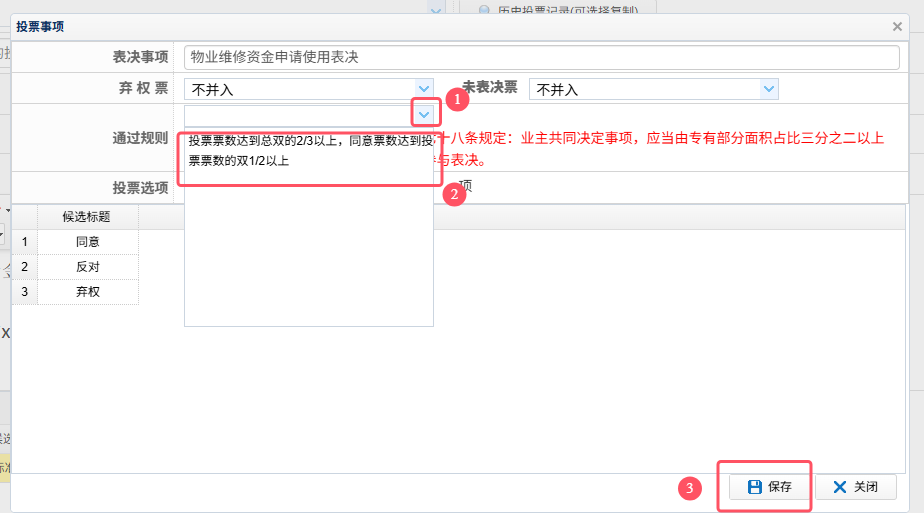 历史投票记录(可选择复制)
投票事项
表决事项 物业维修资金申请使用表决
弃 权 票 不并入 未表决票 不并入
1
通过规则
十八条规定：业主共同决定事项，应当由专有部分面积占比三分之二以上
与表决。
投票票数达到总双的2/3以上，同意票数达到投
票票数的双1/2以上
2
投票选项 项
候选标题
1 同意
2 反对
3 弃权
X
3 保存 关闭